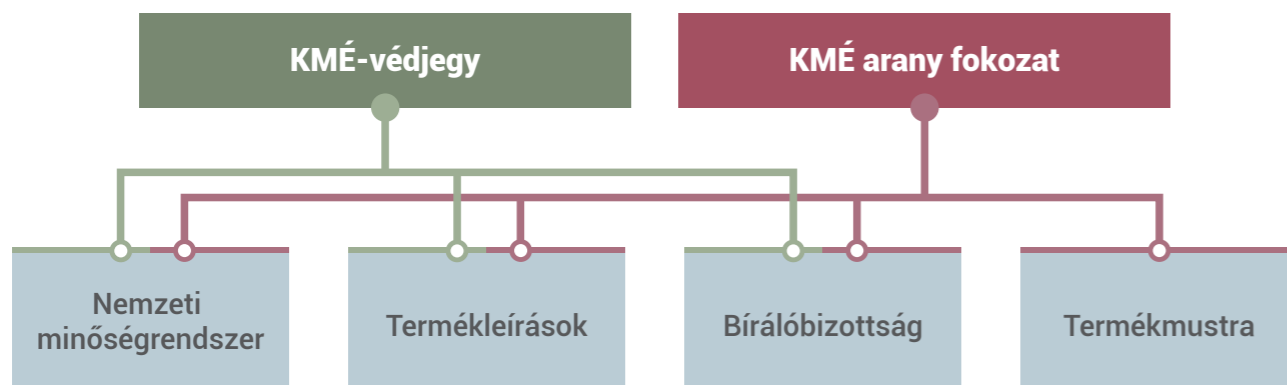 KMÉ-védjegy
KMÉ arany fokozat
Nemzeti
minőségrendszer
Termékleírások
Bírálóbizottság
Termékmustra